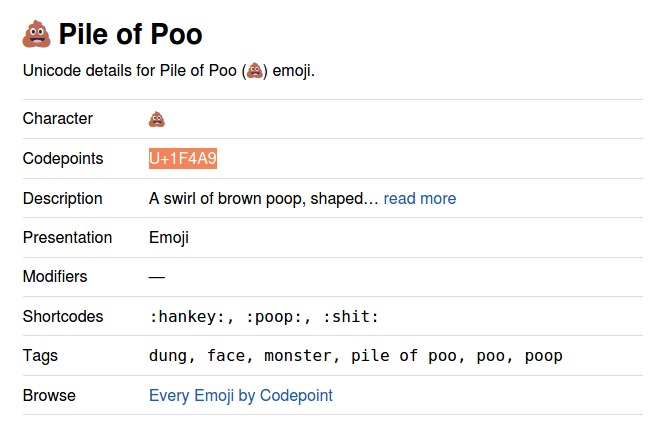 💩 Pile of Poo
Unicode details for Pile of Poo (💩) emoji.
Character 💩
Codepoints U+1F4A9
Description A swirl of brown poop, shaped… read more
Presentation Emoji
Modifiers —
Shortcodes :hankey:, :poop:, :shit:
Tags dung, face, monster, pile of poo, poo, poop
Browse Every Emoji by Codepoint